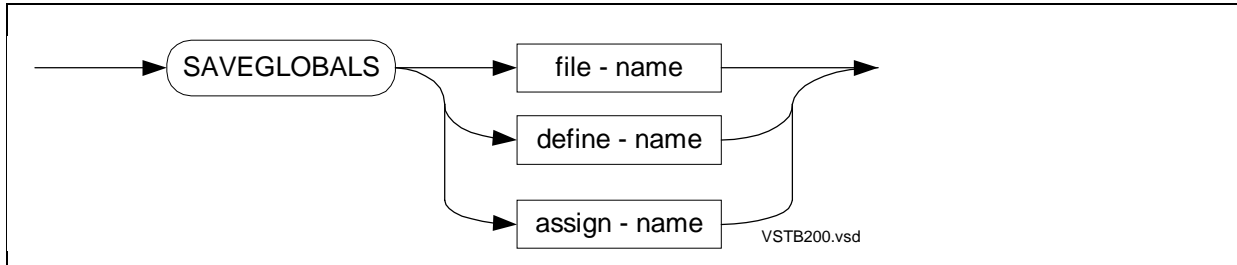 SAVEGLOBALS
file - name
define - name
assign - name
VSTB200.vsd